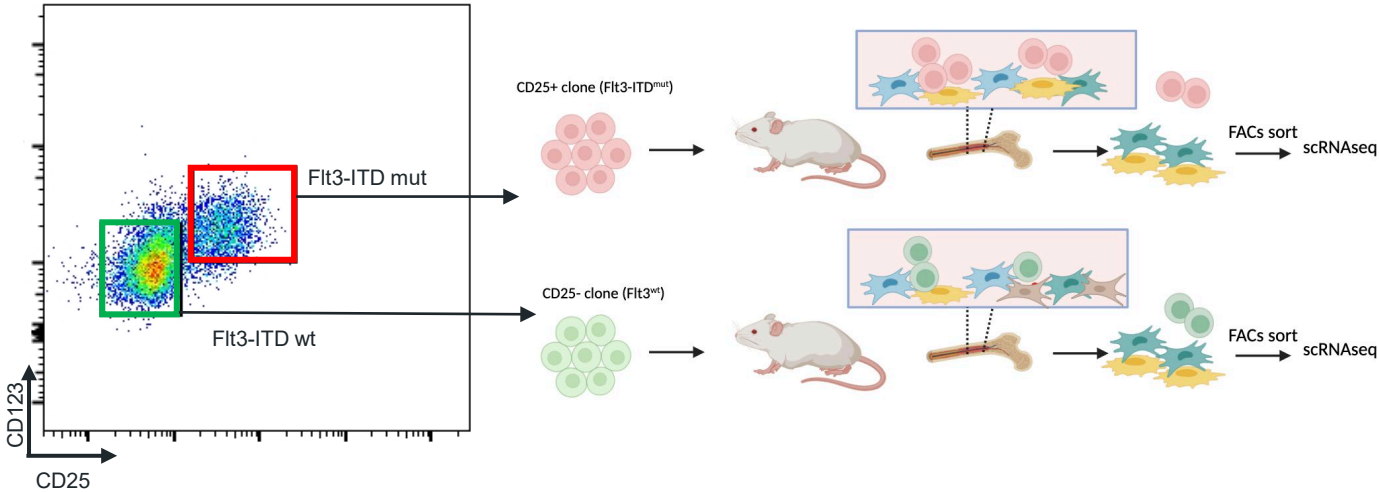 CD123
CD25
Flt3-ITD mut
Flt3-ITD wt
CD25+ clone (Flt3-ITDᵐᵘᵗ)
FACs sort
scRNAseq
CD25- clone (Flt3ʷᵗ)
FACs sort
scRNAseq